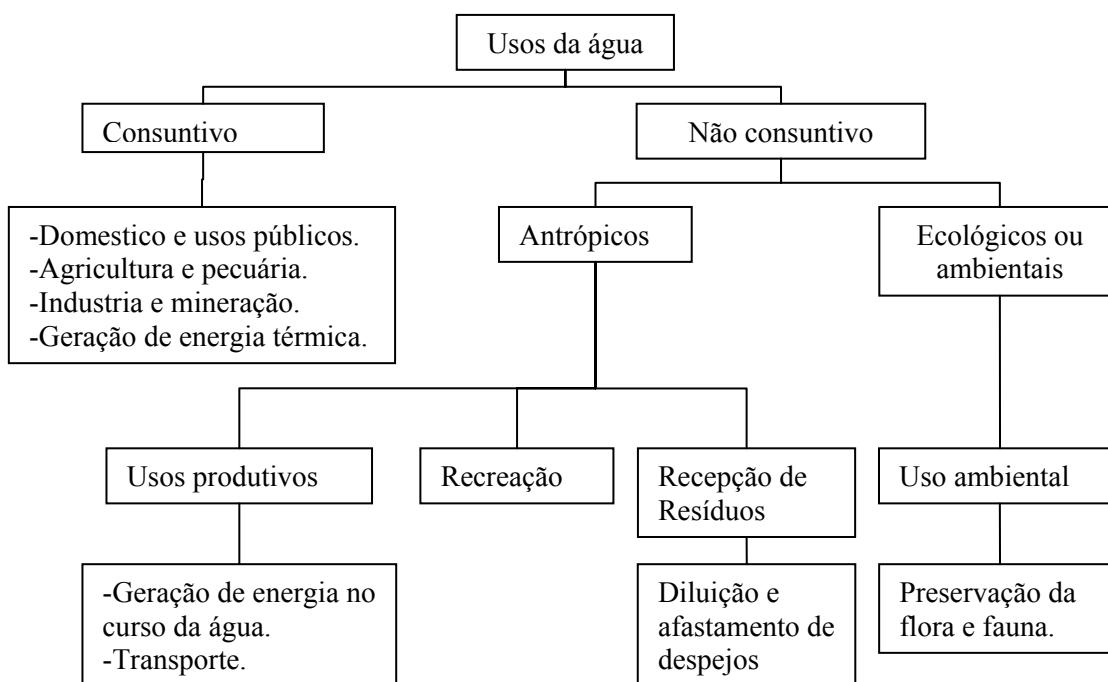 Usos da água
Consuntivo
Não consuntivo
-Domestico e usos públicos.
-Agricultura e pecuária.
-Industria e mineração.
-Geração de energia térmica.
Antrópicos
Ecológicos ou
ambientais
Usos produtivos
Recreação
Recepção de
Resíduos
Uso ambiental
-Geração de energia no
curso da água.
-Transporte.
Diluição e
afastamento de
despejos
Preservação da
flora e fauna.